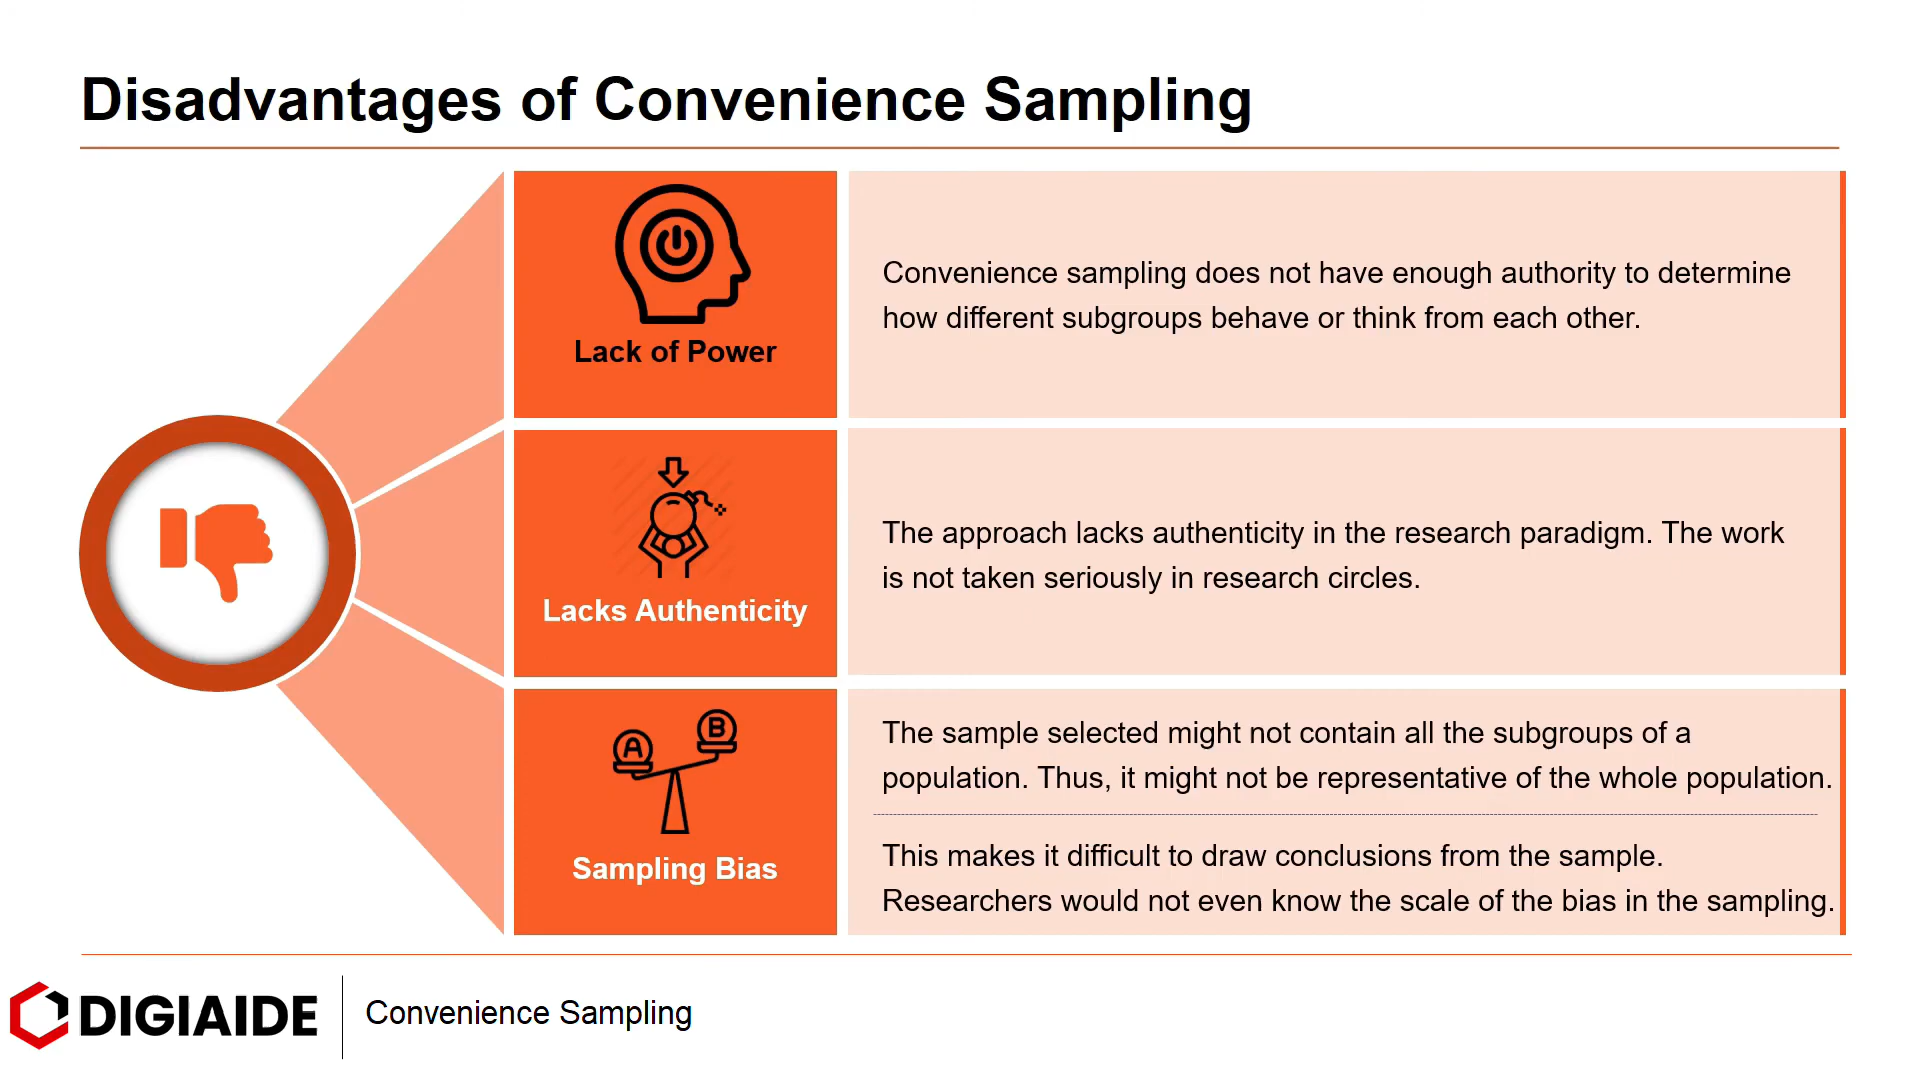 Disadvantages of Convenience Sampling
Lack of Power
Convenience sampling does not have enough authority to determine
how different subgroups behave or think from each other.
Lacks Authenticity
The approach lacks authenticity in the research paradigm. The work
is not taken seriously in research circles.
A
B
Sampling Bias
The sample selected might not contain all the subgroups of a
population. Thus, it might not be representative of the whole population.
This makes it difficult to draw conclusions from the sample.
Researchers would not even know the scale of the bias in the sampling.
DIGIAIDE
Convenience Sampling